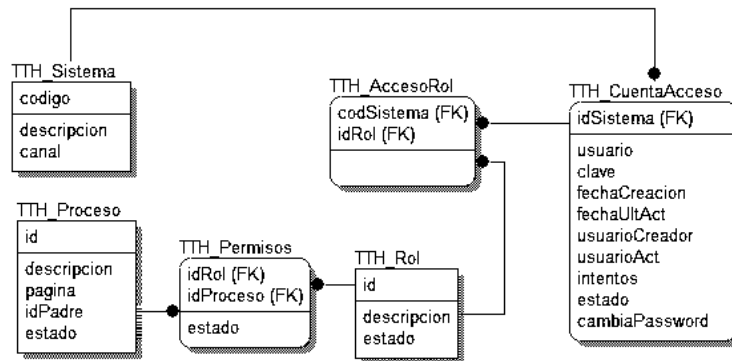 TTH_Sistema
codigo
descripcion
canal
TTH_AccesoRol
codSistema (FK)
idRol (FK)
TTH_CuentaAcceso
idSistema (FK)
usuario
clave
fechaCreacion
fechaUltAct
usuarioCreador
usuarioAct
intentos
estado
cambiaPassword
TTH_Proceso
id
descripcion
pagina
idPadre
estado
TTH_Permisos
idRol (FK)
idProceso (FK)
estado
TTH_Rol
id
descripcion
estado